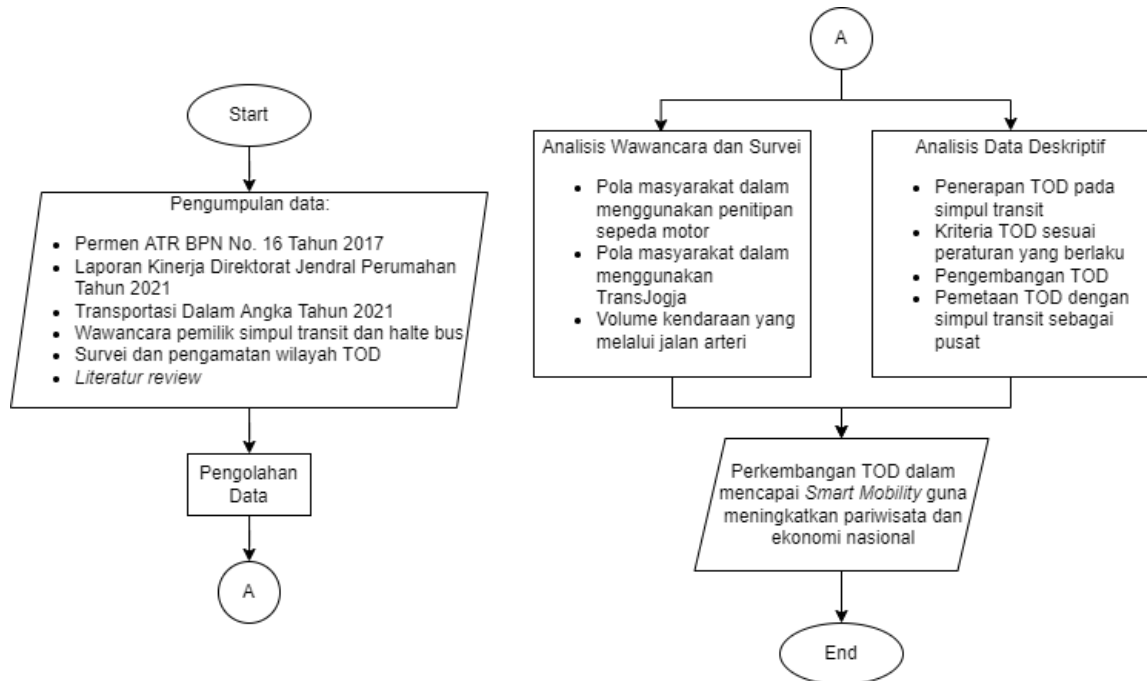 Start
Pengumpulan data:
• Permen ATR BPN No. 16 Tahun 2017
• Laporan Kinerja Direktorat Jendral Perumahan
Tahun 2021
• Transportasi Dalam Angka Tahun 2021
• Wawancara pemilik simpul transit dan halte bus
• Survei dan pengamatan wilayah TOD
• Literatur review
Pengolahan
Data
A
A
Analisis Wawancara dan Survei
• Pola masyarakat dalam
menggunakan penitipan
sepeda motor
• Pola masyarakat dalam
menggunakan
TransJogja
• Volume kendaraan yang
melalui jalan arteri
Analisis Data Deskriptif
• Penerapan TOD pada
simpul transit
• Kriteria TOD sesuai
peraturan yang berlaku
• Pengembangan TOD
• Pemetaan TOD dengan
simpul transit sebagai
pusat
Perkembangan TOD dalam
mencapai Smart Mobility guna
meningkatkan pariwisata dan
ekonomi nasional
End